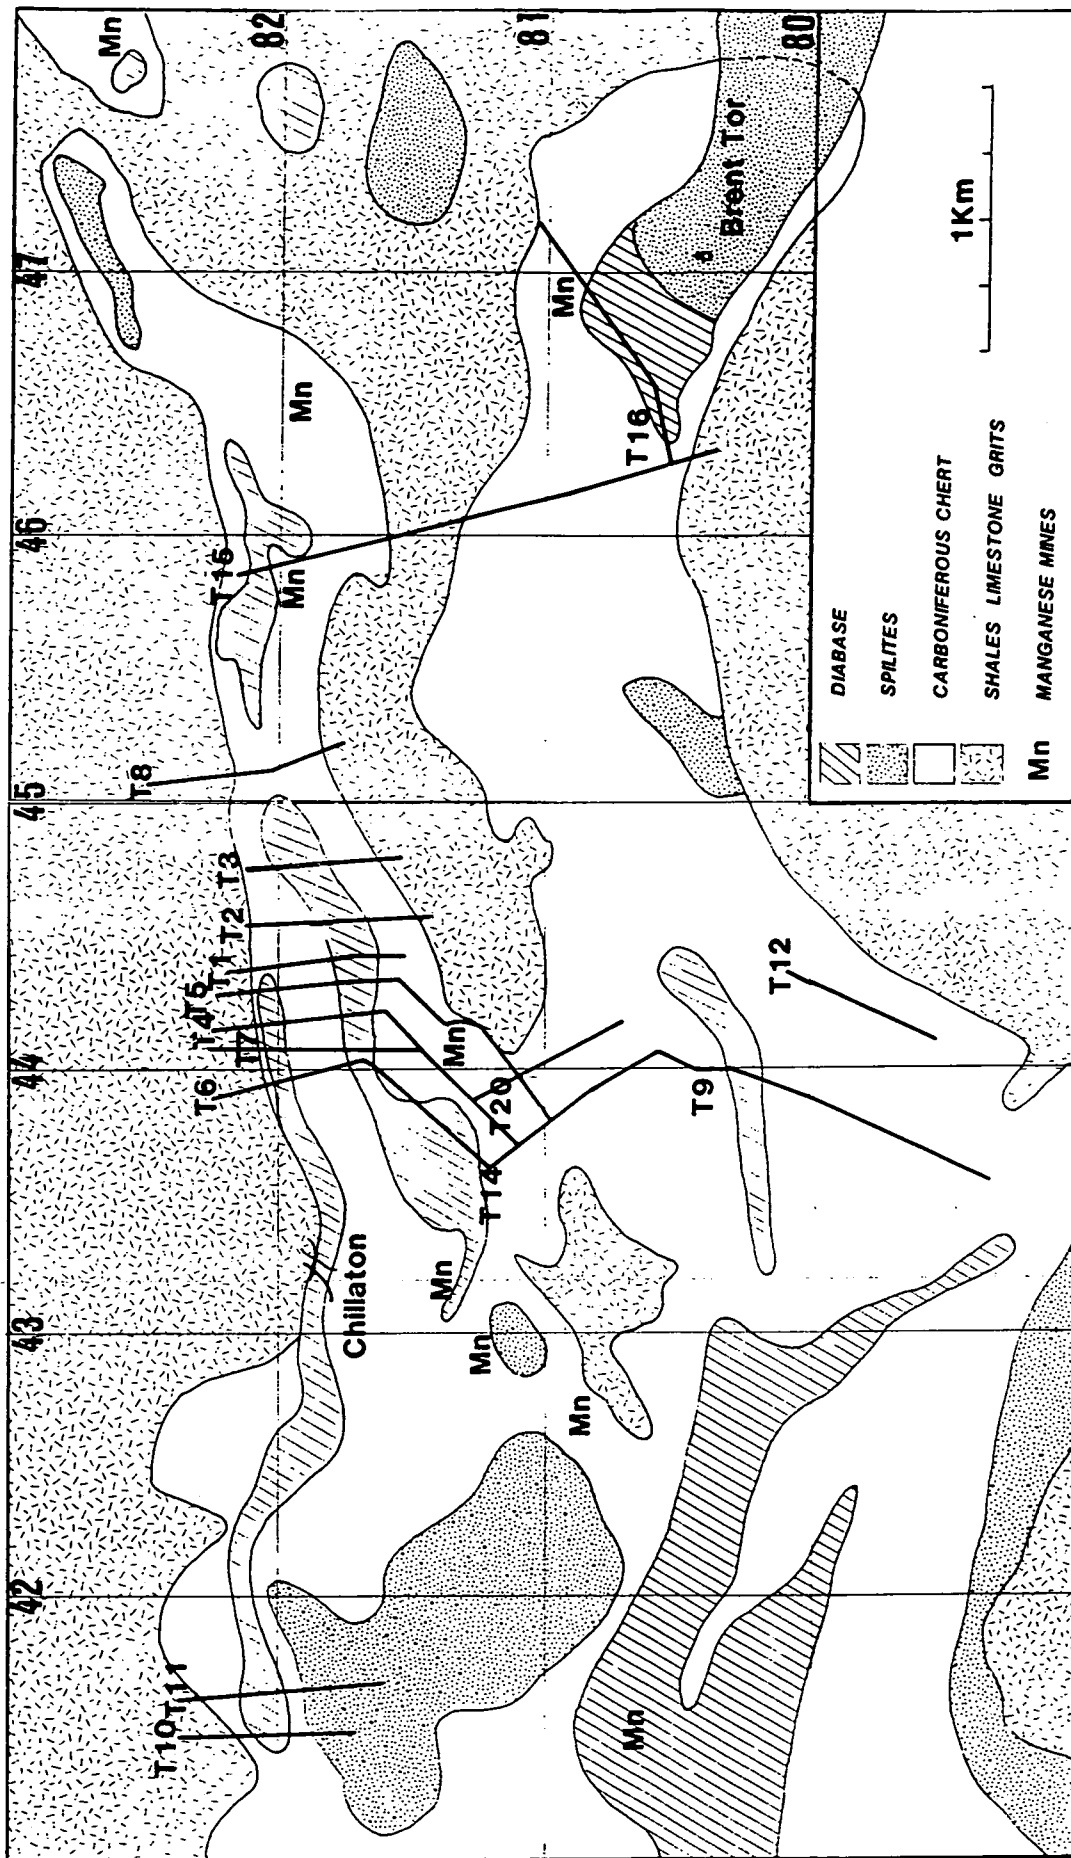 42
43
44
45
46
47
Mn
T8
T10
T11
T6
T4
T5
T7
T1
T2
T3
T15
82
Mn
Mn
Chillaton
Mn
Mn
Mn
T14
T20
81
Mn
Mn
Mn
T16
T9
Brent Tor
T12
80
DIABASE
SPILITES
CARBONIFEROUS CHERT
SHALES LIMESTONE GRITS
Mn MANGANESE MINES
1Km